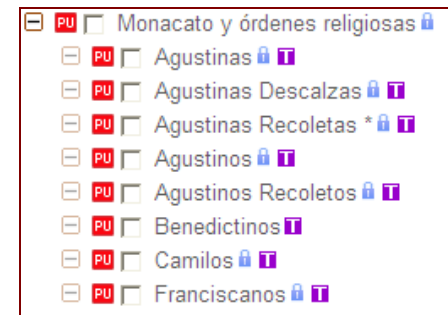 PU Monacato y órdenes religiosas
PU Agustinas T
PU Agustinas Descalzas T
PU Agustinas Recoletas * T
PU Agustinos T
PU Agustinos Recoletos T
PU Benedictinos T
PU Camilos T
PU Franciscanos T